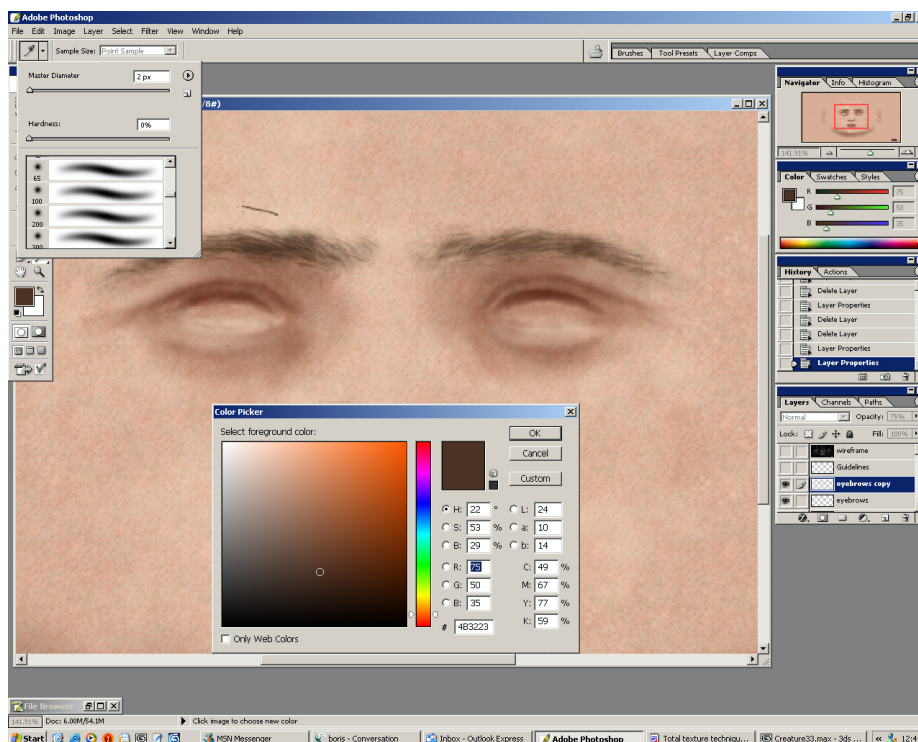 Adobe Photoshop
File Edit Image Layer Select Filter View Window Help
Sample Size: Point Sample
Brushes Tool Presets Layer Comps
Master Diameter 2 px
Hardness: 0%
65
100
200
300
/8#)
Navigator Info Histogram
141.91%
Color Swatches Styles
R 75
G 50
B 35
History Actions
Delete Layer
Layer Properties
Delete Layer
Delete Layer
Layer Properties
Layer Properties
Layers Channels Paths
Normal Opacity: 75%
Lock: Fill: 100%
wireframe
Guidelines
eyebrows copy
eyebrows
Color Picker
Select foreground color:
OK
Cancel
Custom
H: 22 ° L: 24
S: 53 % a: 10
B: 29 % b: 14
R: 75 C: 49 %
G: 50 M: 67 %
B: 35 Y: 77 %
# 4B3223 K: 59 %
Only Web Colors
File Browser
141.91% Doc: 6.00M/54.1M Click image to choose new color
Start MSN Messenger boris - Conversation Inbox - Outlook Express Adobe Photoshop Total texture techniqu... Creature33.max - 3ds ... 12:4